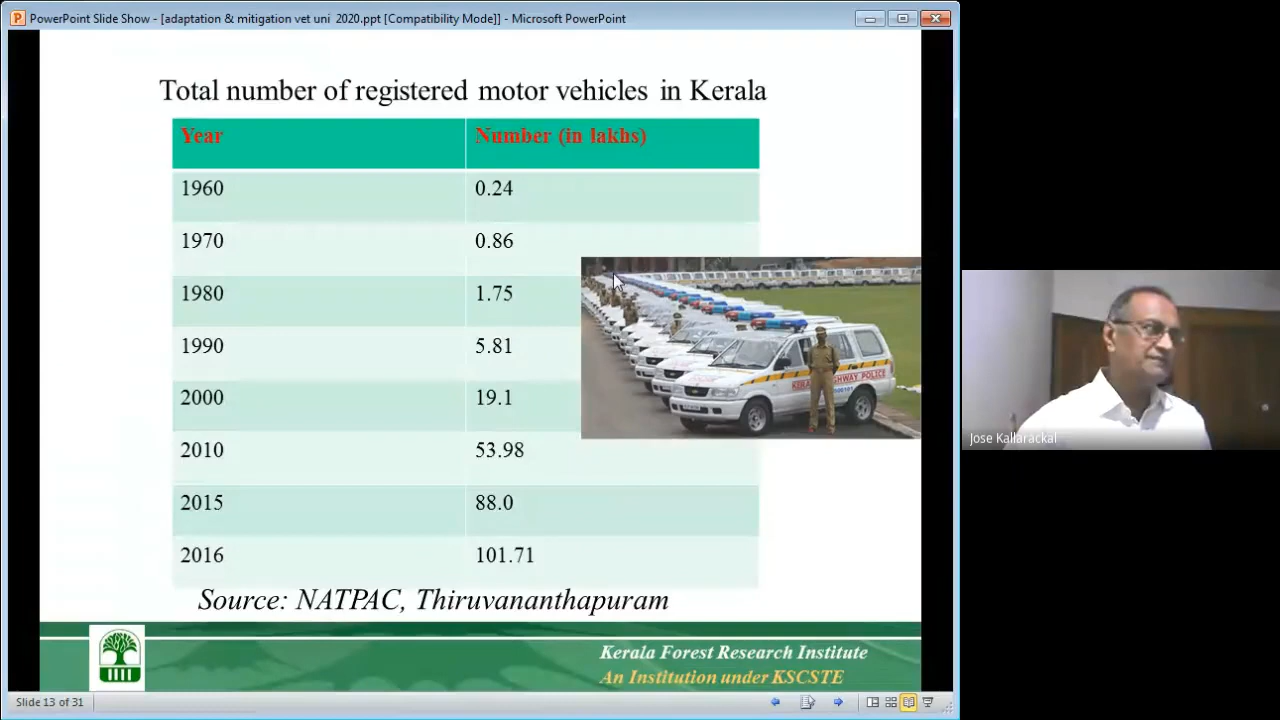 PowerPoint Slide Show - [adaptation & mitigation vet uni 2020.ppt [Compatibility Mode]] - Microsoft PowerPoint
Total number of registered motor vehicles in Kerala
Year Number (in lakhs)
1960 0.24
1970 0.86
1980 1.75
1990 5.81
2000 19.1
2010 53.98
2015 88.0
2016 101.71
KERALA HIGHWAY POLICE
Jose Kallarackal
Source: NATPAC, Thiruvananthapuram
Kerala Forest Research Institute
An Institution under KSCSTE
Slide 13 of 31